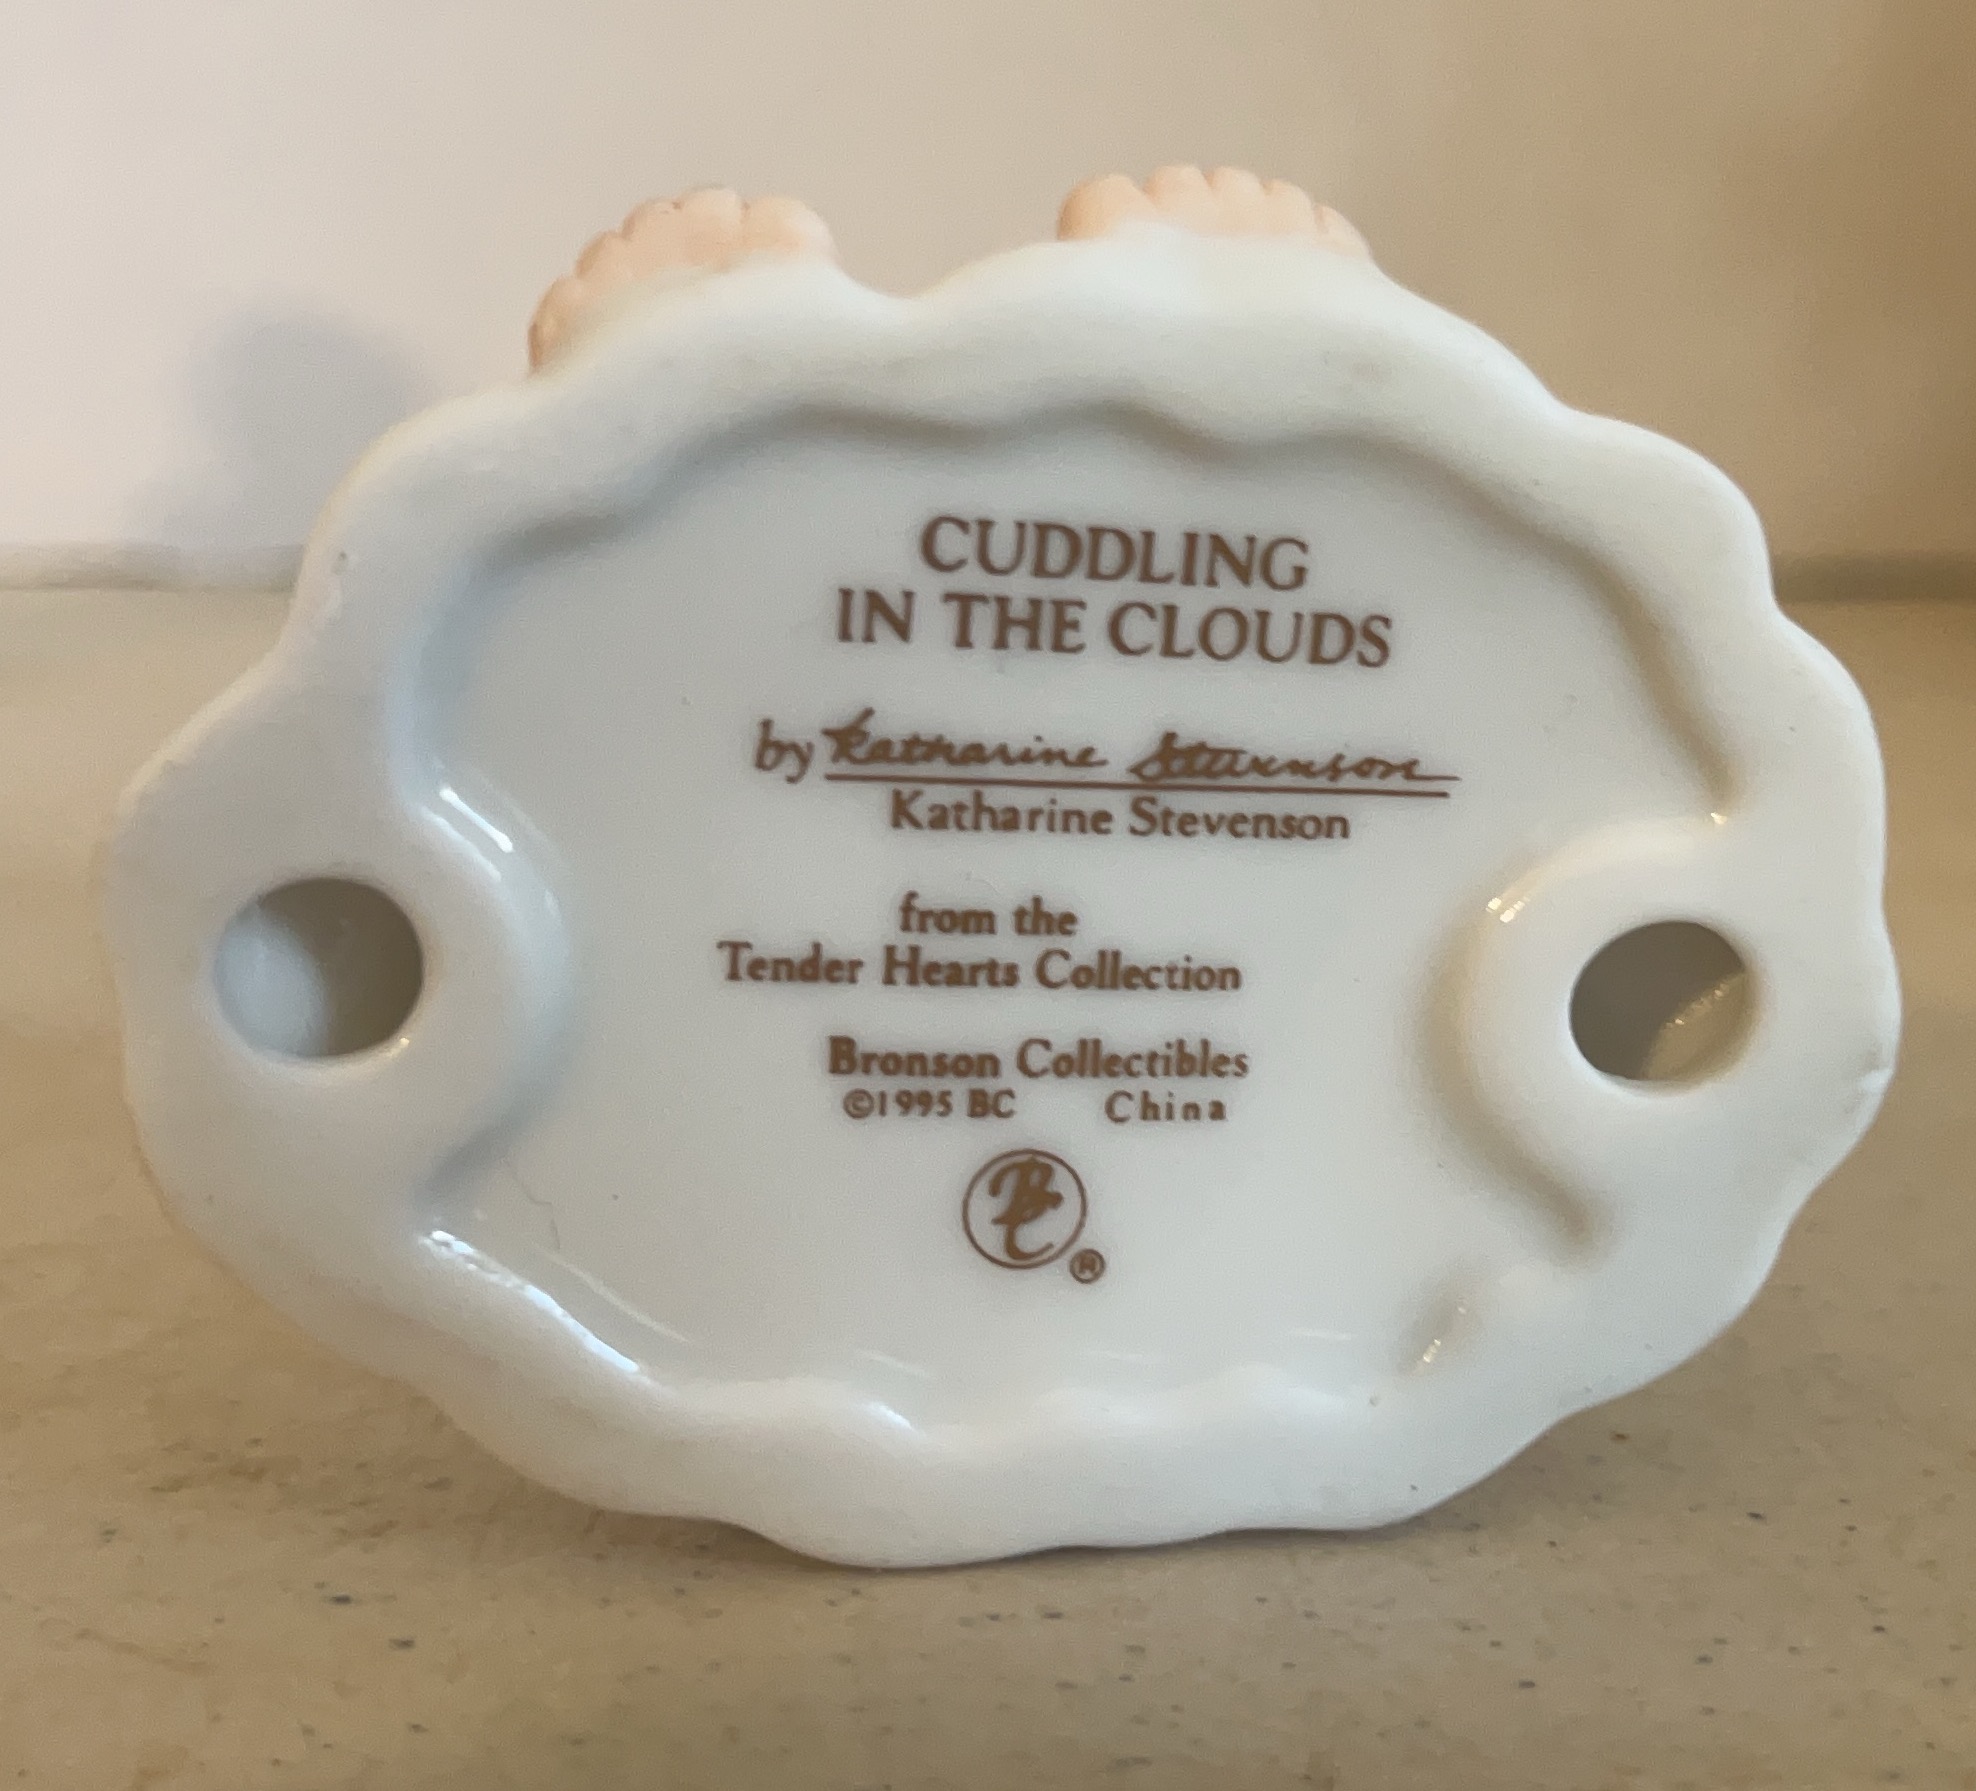 CUDDLING
IN THE CLOUDS
by Katharine Stevenson
Katharine Stevenson
from the
Tender Hearts Collection
Bronson Collectibles
©1995 BC China
BC
®